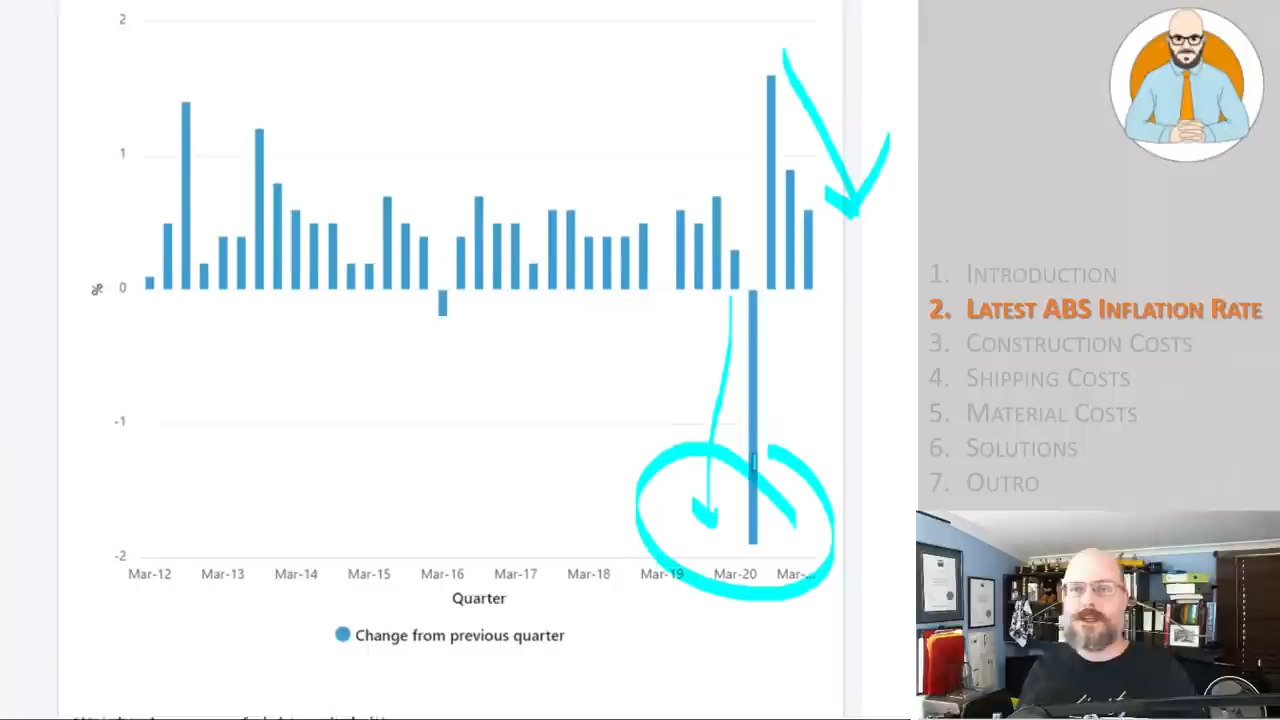 2
1
%
0
-1
-2
Mar-12 Mar-13 Mar-14 Mar-15 Mar-16 Mar-17 Mar-18 Mar-19 Mar-20 Mar-...
Quarter
Change from previous quarter
1. INTRODUCTION
2. LATEST ABS INFLATION RATE
3. CONSTRUCTION COSTS
4. SHIPPING COSTS
5. MATERIAL COSTS
6. SOLUTIONS
7. OUTRO